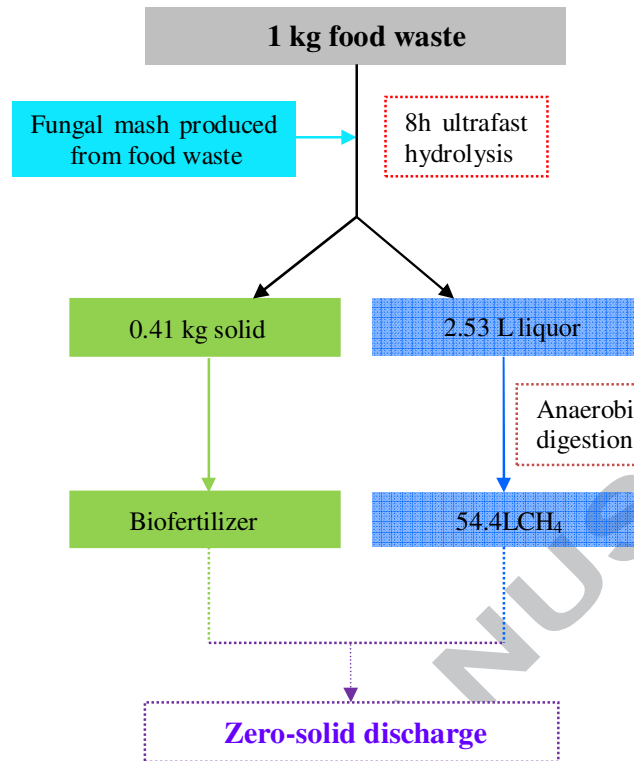 1 kg food waste
Fungal mash produced
from food waste
8h ultrafast
hydrolysis
0.41 kg solid
2.53 L liquor
Anaerobi
digestion
Biofertilizer
54.4LCH₄
NUS
Zero-solid discharge